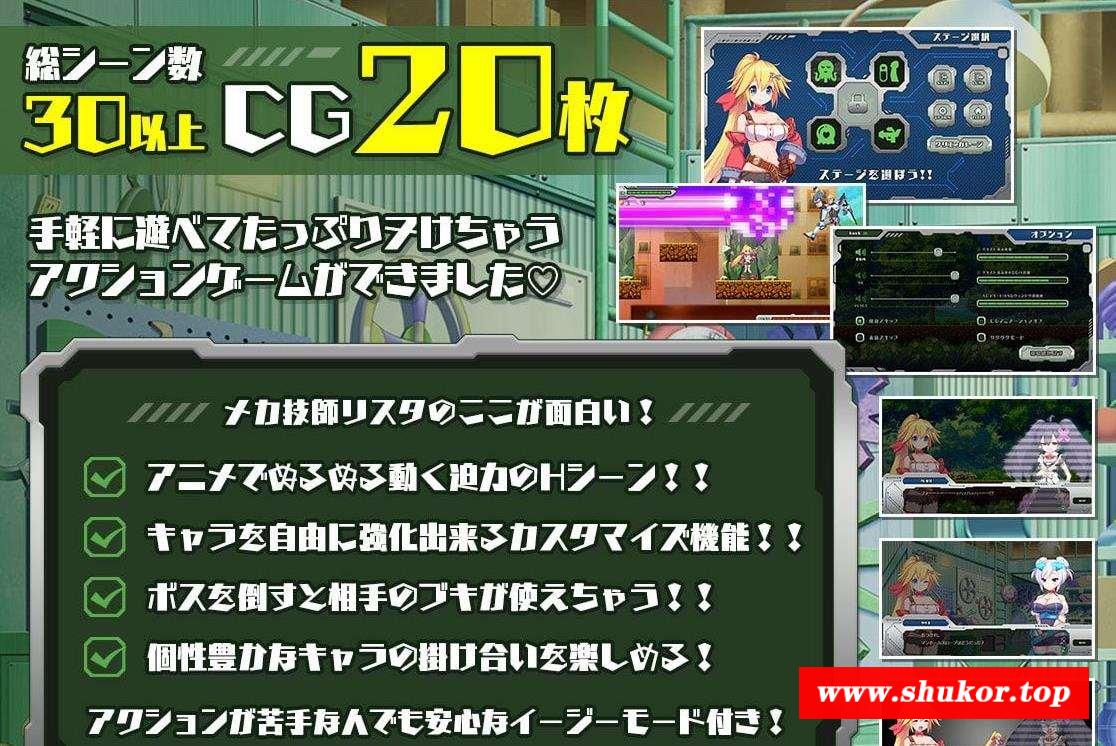 総シーン数
30以上 CG20枚
手軽に遊べてたっぷりヌけちゃう
アクションゲームができました♡
メカ技師リスタのここが面白い！
アニメでぬるぬる動く迫力のHシーン！！
キャラを自由に強化出来るカスタマイズ機能！！
ボスを倒すと相手のブキが使えちゃう！！
個性豊かなキャラの掛け合いを楽しめる！
アクションが苦手な人でも安心なイージーモード付き！
ステージ選択
ステージを選ぼう!!
オプション
www.shukor.top